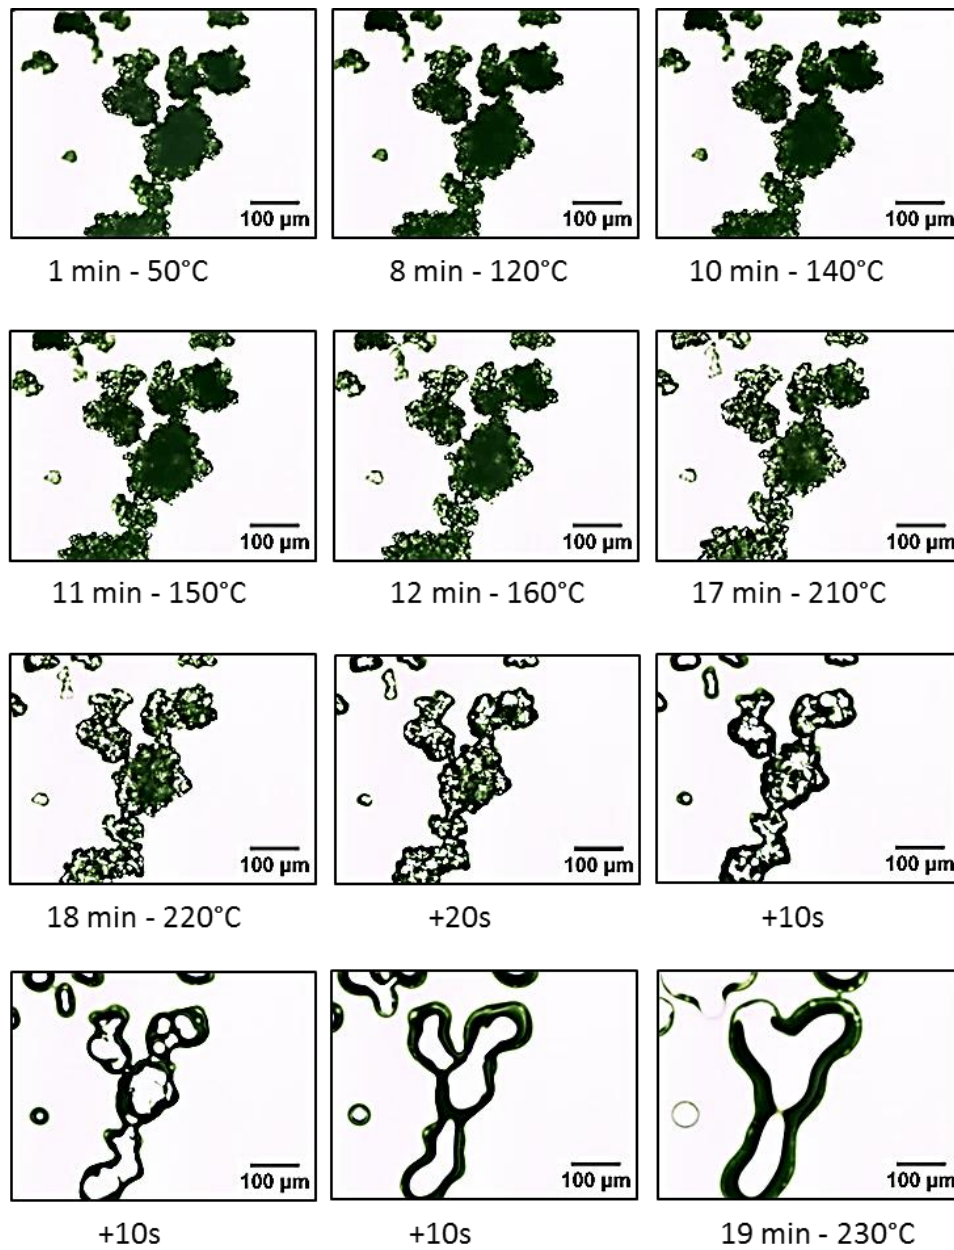 100 µm
100 µm
100 µm
1 min - 50°C
8 min - 120°C
10 min - 140°C
100 µm
100 µm
100 µm
11 min - 150°C
12 min - 160°C
17 min - 210°C
100 µm
100 µm
100 µm
18 min - 220°C
+20s
+10s
100 µm
100 µm
100 µm
+10s
+10s
19 min - 230°C